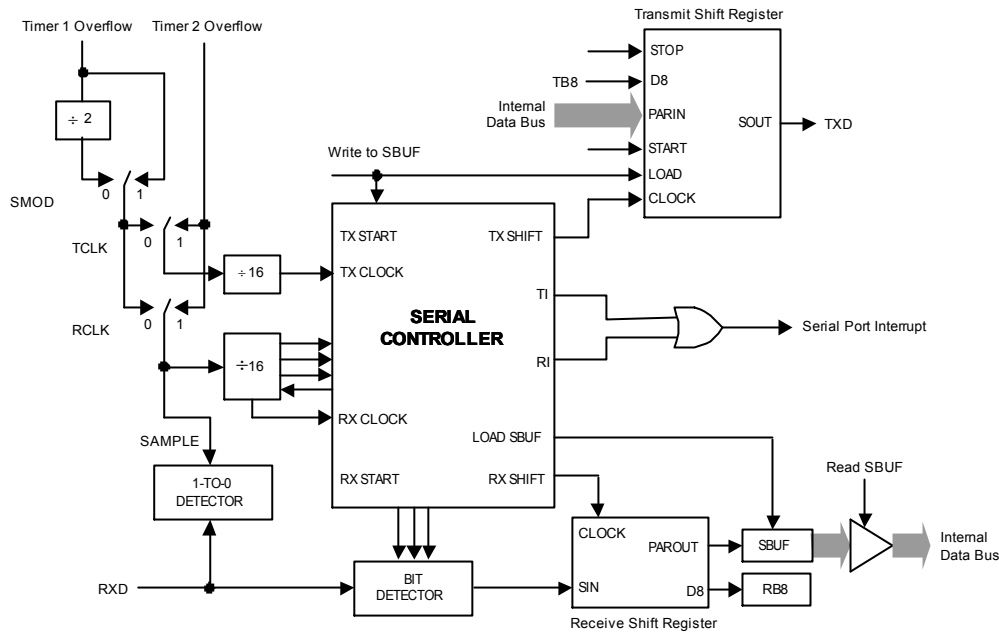 Timer 1 Overflow
Timer 2 Overflow
÷ 2
SMOD
0
1
TCLK
0
1
RCLK
0
1
÷ 16
÷16
SAMPLE
1-TO-0
DETECTOR
RXD
Write to SBUF
TX START
TX CLOCK
SERIAL
CONTROLLER
RX CLOCK
RX START
TX SHIFT
TI
RI
LOAD SBUF
RX SHIFT
BIT
DETECTOR
Transmit Shift Register
TB8
Internal
Data Bus
STOP
D8
PARIN
START
LOAD
CLOCK
SOUT
TXD
Serial Port Interrupt
CLOCK
PAROUT
SIN
D8
Receive Shift Register
SBUF
RB8
Read SBUF
Internal
Data Bus